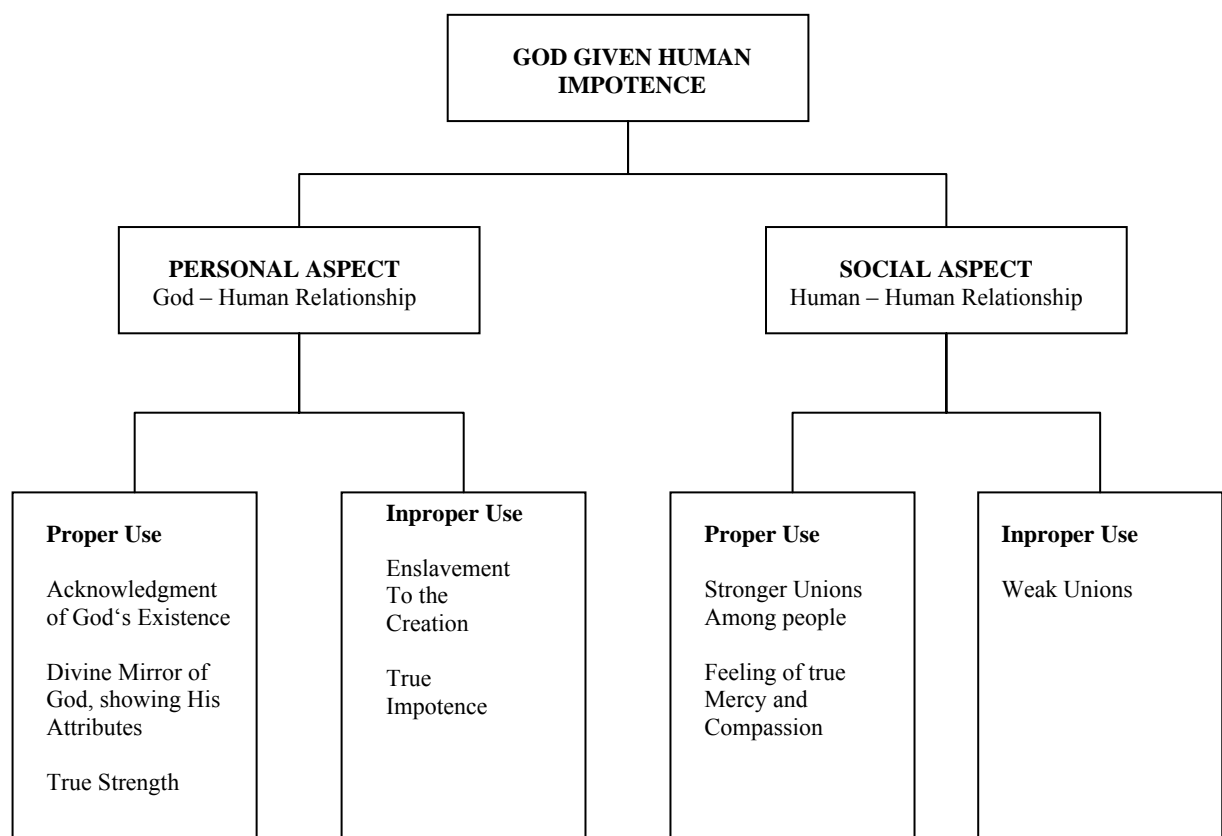 GOD GIVEN HUMAN
IMPOTENCE
PERSONAL ASPECT
God – Human Relationship
SOCIAL ASPECT
Human – Human Relationship
Proper Use
Acknowledgment
of God‘s Existence
Divine Mirror of
God, showing His
Attributes
True Strength
Inproper Use
Enslavement
To the
Creation
True
Impotence
Proper Use
Stronger Unions
Among people
Feeling of true
Mercy and
Compassion
Inproper Use
Weak Unions